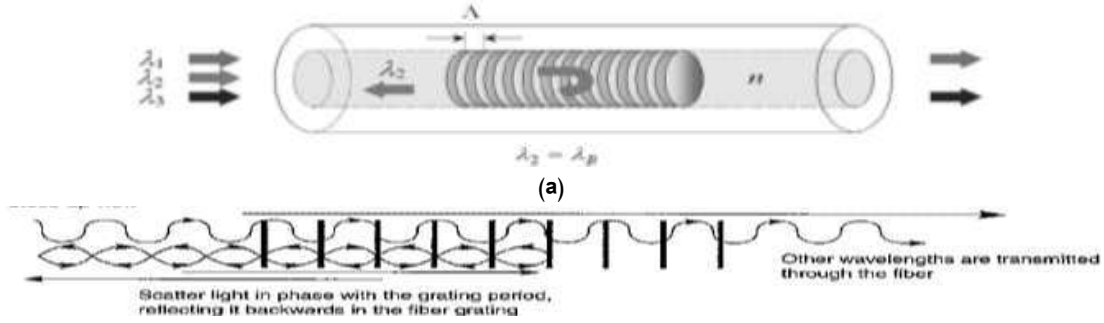 Λ
λ1
λ2
λ3
λ2
n
λ2 = λB
(a)
Other wavelengths are transmitted
through the fiber
Scatter light in phase with the grating period,
reflecting it backwards in the fiber grating